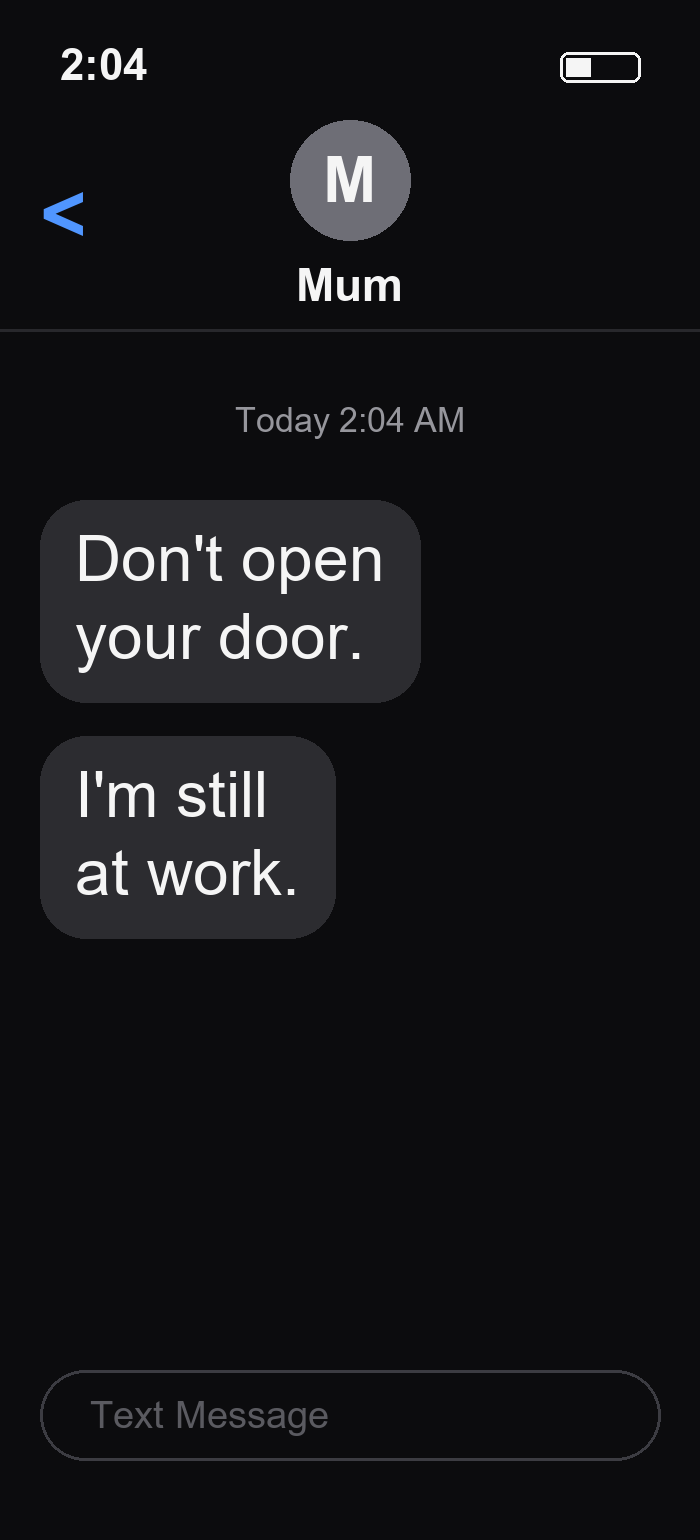 2:04
<
M
Mum
Today 2:04 AM
Don't open
your door.
I'm still
at work.
Text Message